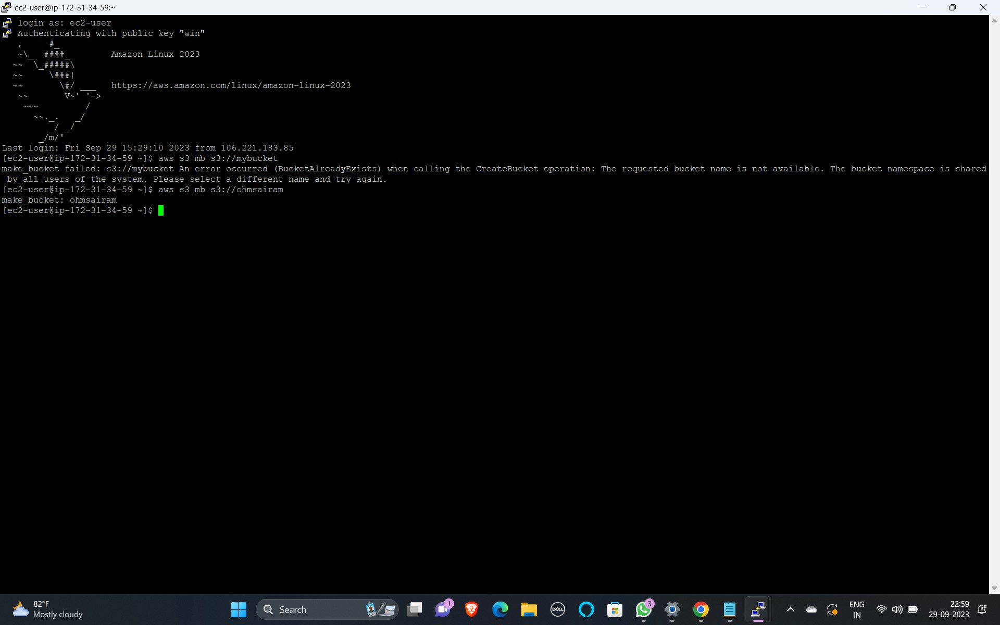 ec2-user@ip-172-31-34-59:~
login as: ec2-user
Authenticating with public key "win"
   ,     #_
   ~\_  ####_        Amazon Linux 2023
  ~~  \_#####\
  ~~     \###|
  ~~       \#/ ___   https://aws.amazon.com/linux/amazon-linux-2023
   ~~       V~' '->
    ~~~         /
      ~~._.   _/
         _/ _/
       _/m/'
Last login: Fri Sep 29 15:29:10 2023 from 106.221.183.85
[ec2-user@ip-172-31-34-59 ~]$ aws s3 mb s3://mybucket
make_bucket failed: s3://mybucket An error occurred (BucketAlreadyExists) when calling the CreateBucket operation: The requested bucket name is not available. The bucket namespace is shared
 by all users of the system. Please select a different name and try again.
[ec2-user@ip-172-31-34-59 ~]$ aws s3 mb s3://ohmsairam
make_bucket: ohmsairam
[ec2-user@ip-172-31-34-59 ~]$
82°F
Mostly cloudy
Search
1
DELL
3
ENG
IN
22:59
29-09-2023